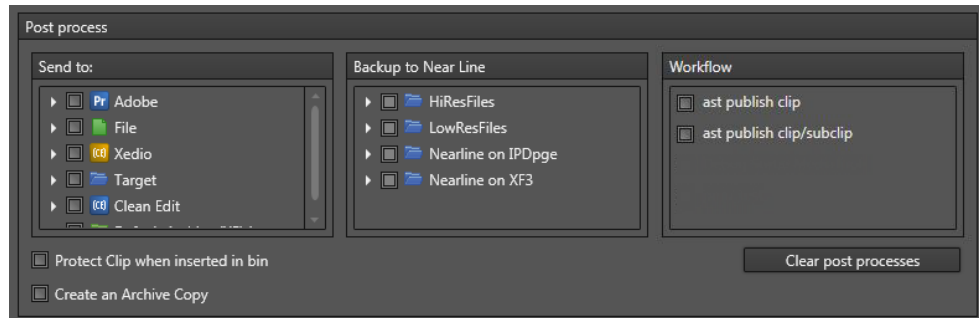 Post process
Send to:
Pr Adobe
File
Xedio
Target
Clean Edit
Backup to Near Line
HiResFiles
LowResFiles
Nearline on IPDpge
Nearline on XF3
Workflow
ast publish clip
ast publish clip/subclip
Protect Clip when inserted in bin
Clear post processes
Create an Archive Copy